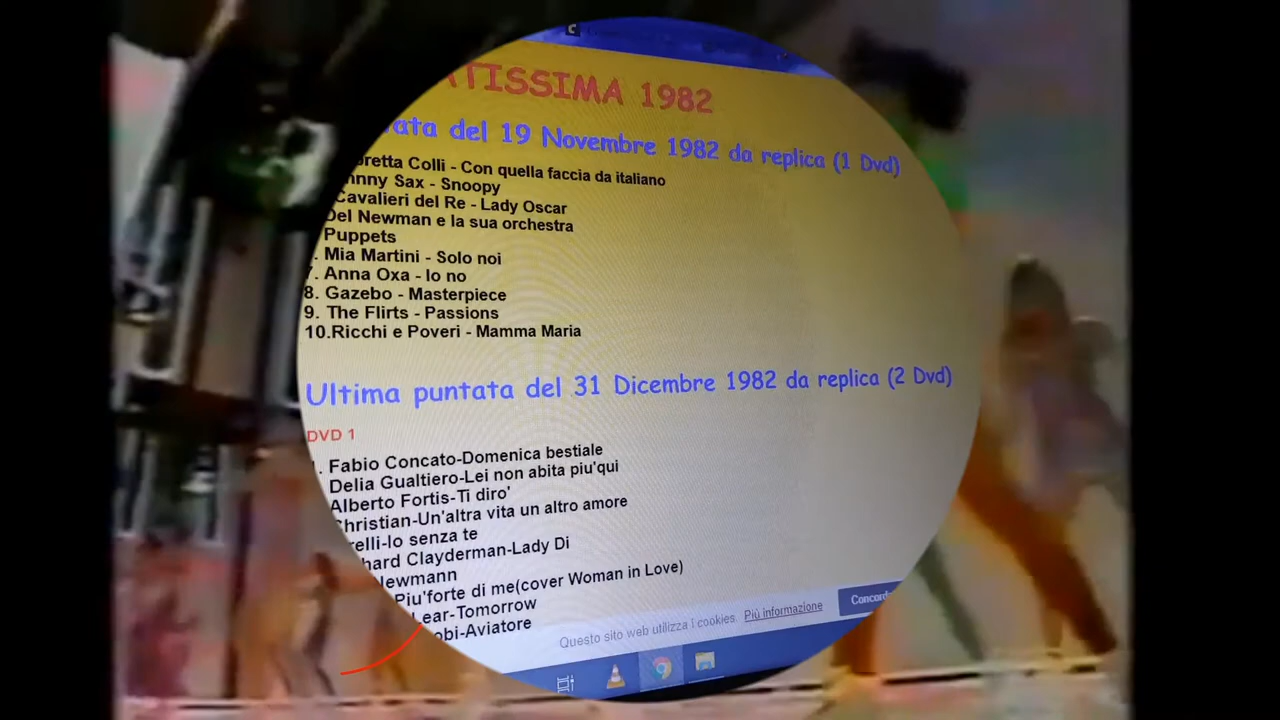 ATISSIMA 1982
ata del 19 Novembre 1982 da replica (1 Dvd)
retta Colli - Con quella faccia da italiano
nny Sax - Snoopy
Cavalieri del Re - Lady Oscar
Del Newman e la sua orchestra
Puppets
. Mia Martini - Solo noi
7. Anna Oxa - Io no
8. Gazebo - Masterpiece
9. The Flirts - Passions
10.Ricchi e Poveri - Mamma Maria
Ultima puntata del 31 Dicembre 1982 da replica (2 Dvd)
DVD 1
. Fabio Concato-Domenica bestiale
Delia Gualtiero-Lei non abita piu'qui
Alberto Fortis-Ti diro'
Christian-Un'altra vita un altro amore
relli-Io senza te
hard Clayderman-Lady Di
Newmann
Piu'forte di me(cover Woman in Love)
Lear-Tomorrow
obi-Aviatore
Questo sito web utilizza i cookies. Più informazione
Concord